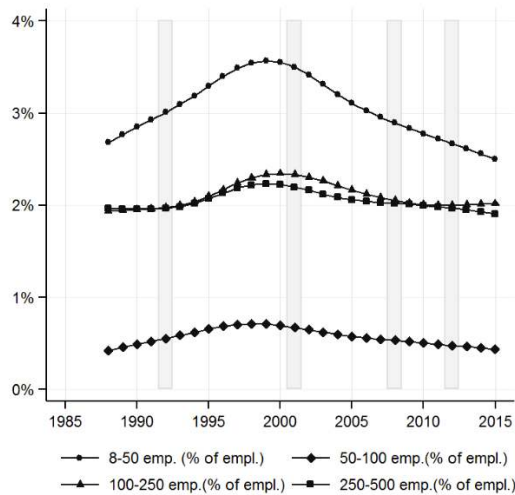 4%
3%
2%
1%
0%
1985 1990 1995 2000 2005 2010 2015
8-50 emp. (% of empl.) 50-100 emp.(% of empl.)
100-250 emp.(% of empl.) 250-500 emp.(% of empl.)